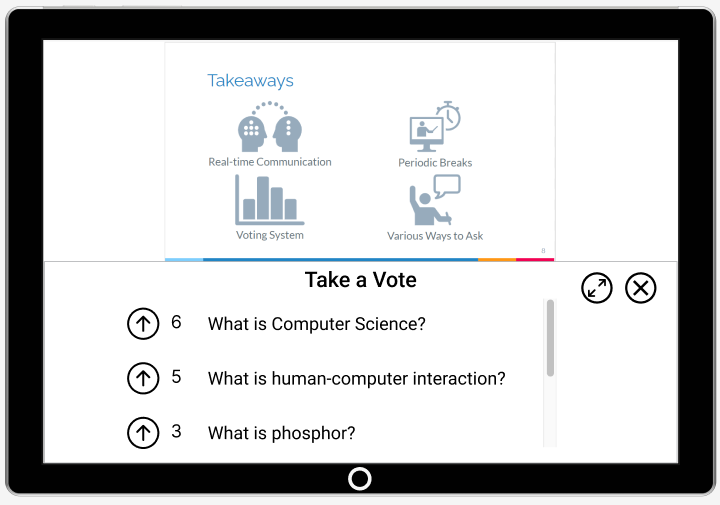 Takeaways
Real-time Communication
Periodic Breaks
Voting System
Various Ways to Ask
8
Take a Vote
6 What is Computer Science?
5 What is human-computer interaction?
3 What is phosphor?